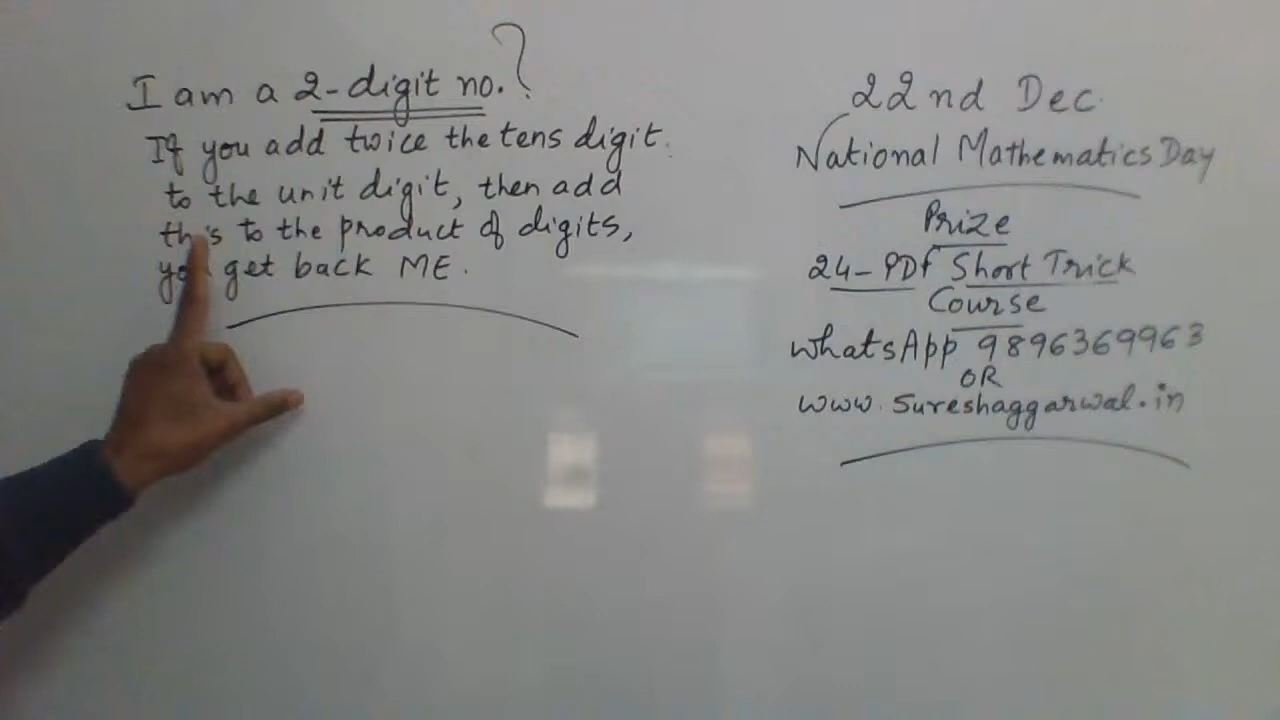 I am a 2-digit no.?
If you add twice the tens digit.
to the unit digit, then add
this to the product of digits,
you get back ME.
22nd Dec.
National Mathematics Day
Prize
24-PDf Short Trick
Course
WhatsApp 9896369963
OR
www.sureshaggarwal.in